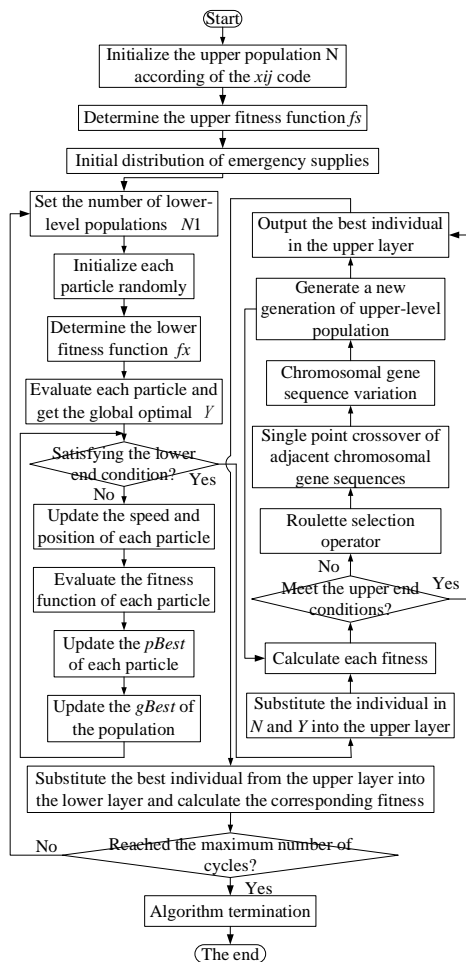 Start
Initialize the upper population N
according of the xij code
Determine the upper fitness function fs
Initial distribution of emergency supplies
Set the number of lower-
level populations N1
Initialize each
particle randomly
Determine the lower
fitness function fx
Evaluate each particle and
get the global optimal Y
Satisfying the lower
end condition?
Yes
No
Update the speed and
position of each particle
Evaluate the fitness
function of each particle
Update the pBest
of each particle
Update the gBest of
the population
Output the best individual
in the upper layer
Generate a new
generation of upper-level
population
Chromosomal gene
sequence variation
Single point crossover of
adjacent chromosomal
gene sequences
Roulette selection
operator
No
Yes
Meet the upper end
conditions?
Calculate each fitness
Substitute the individual in
N and Y into the upper layer
Substitute the best individual from the upper layer into
the lower layer and calculate the corresponding fitness
No
Reached the maximum number of
cycles?
Yes
Algorithm termination
The end